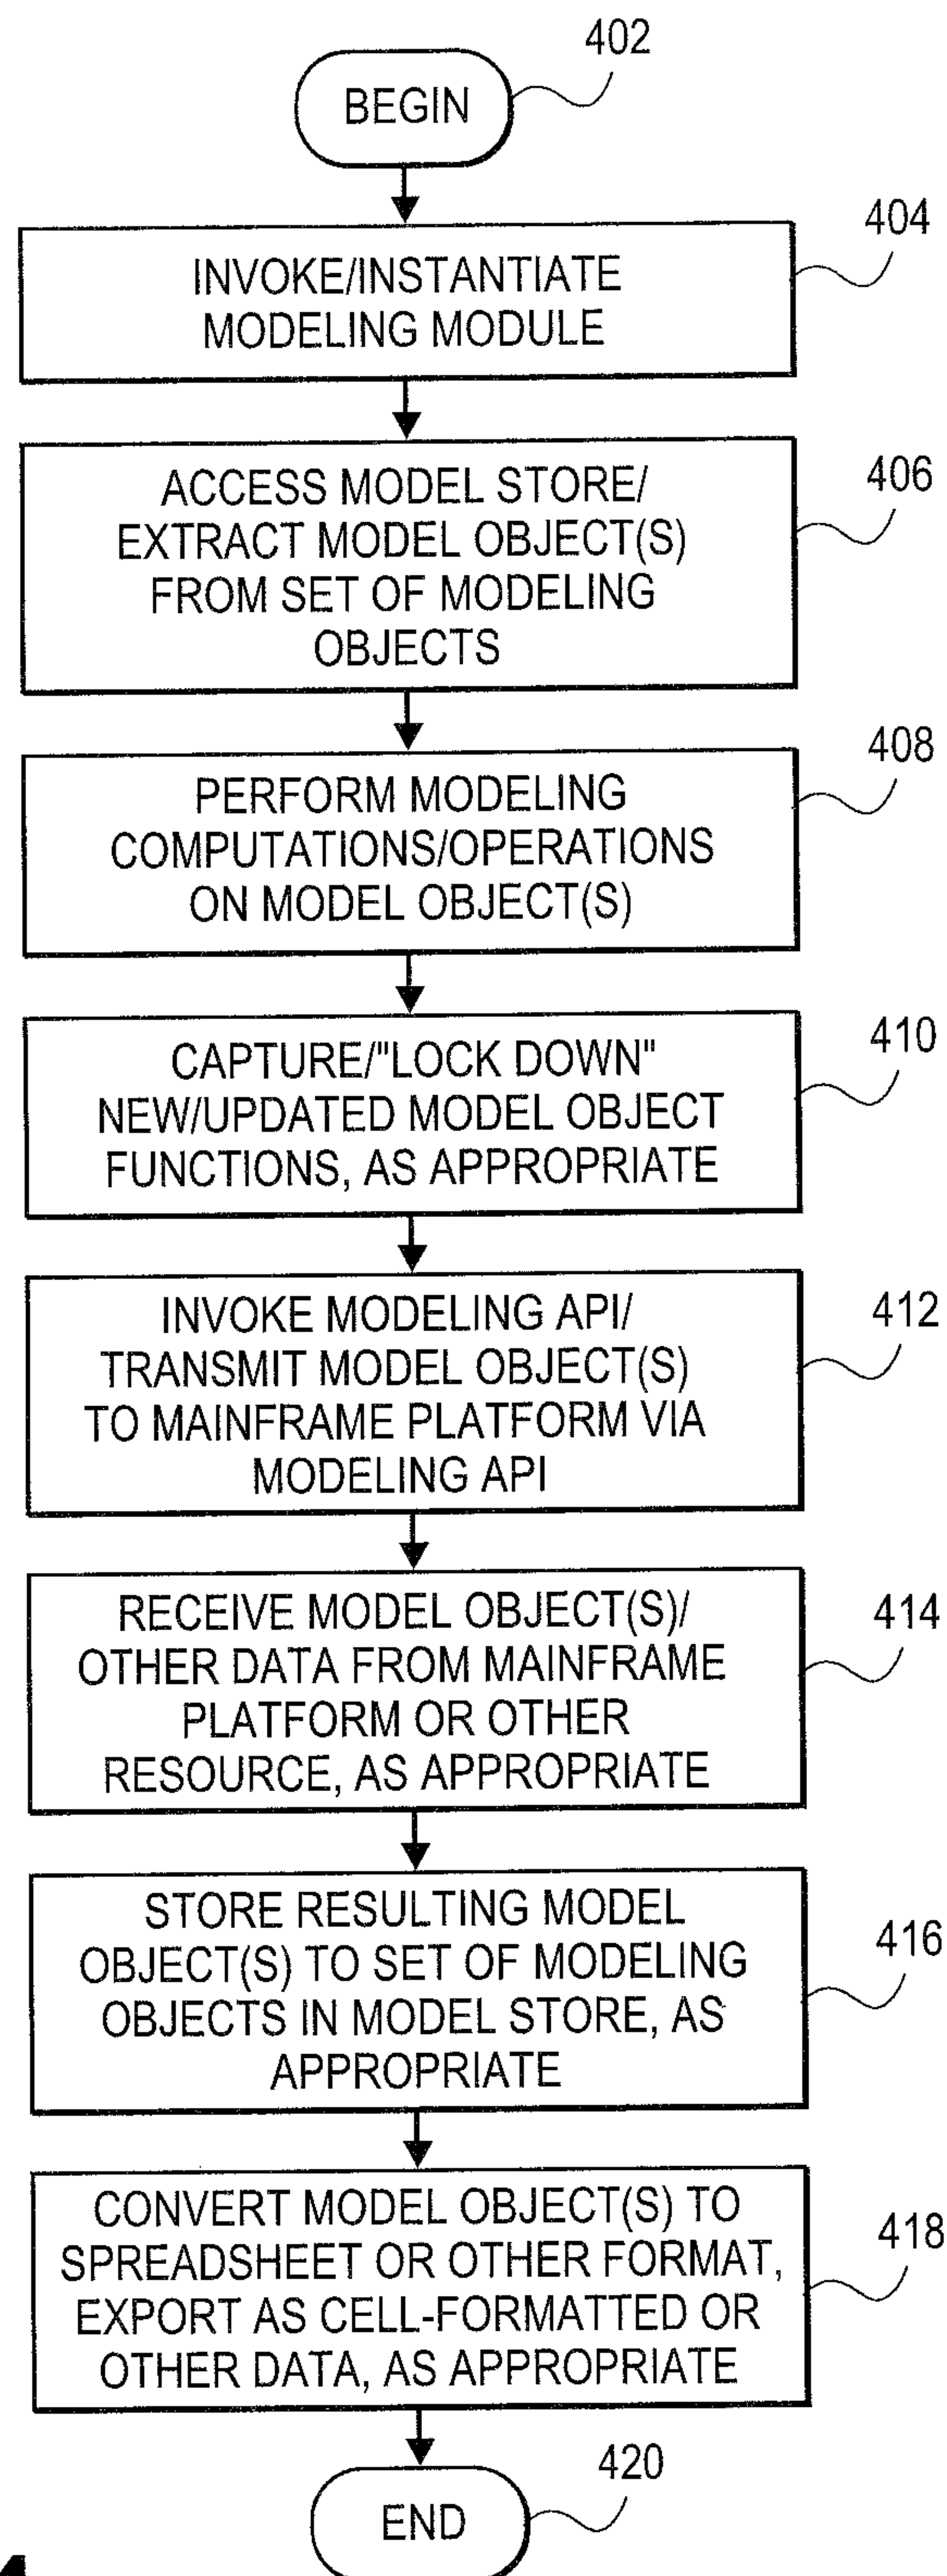 402
BEGIN
404
INVOKE/INSTANTIATE
MODELING MODULE
406
ACCESS MODEL STORE/
EXTRACT MODEL OBJECT(S)
FROM SET OF MODELING
OBJECTS
408
PERFORM MODELING
COMPUTATIONS/OPERATIONS
ON MODEL OBJECT(S)
410
CAPTURE/"LOCK DOWN"
NEW/UPDATED MODEL OBJECT
FUNCTIONS, AS APPROPRIATE
412
INVOKE MODELING API/
TRANSMIT MODEL OBJECT(S)
TO MAINFRAME PLATFORM VIA
MODELING API
414
RECEIVE MODEL OBJECT(S)/
OTHER DATA FROM MAINFRAME
PLATFORM OR OTHER
RESOURCE, AS APPROPRIATE
416
STORE RESULTING MODEL
OBJECT(S) TO SET OF MODELING
OBJECTS IN MODEL STORE, AS
APPROPRIATE
418
CONVERT MODEL OBJECT(S) TO
SPREADSHEET OR OTHER FORMAT,
EXPORT AS CELL-FORMATTED OR
OTHER DATA, AS APPROPRIATE
420
END